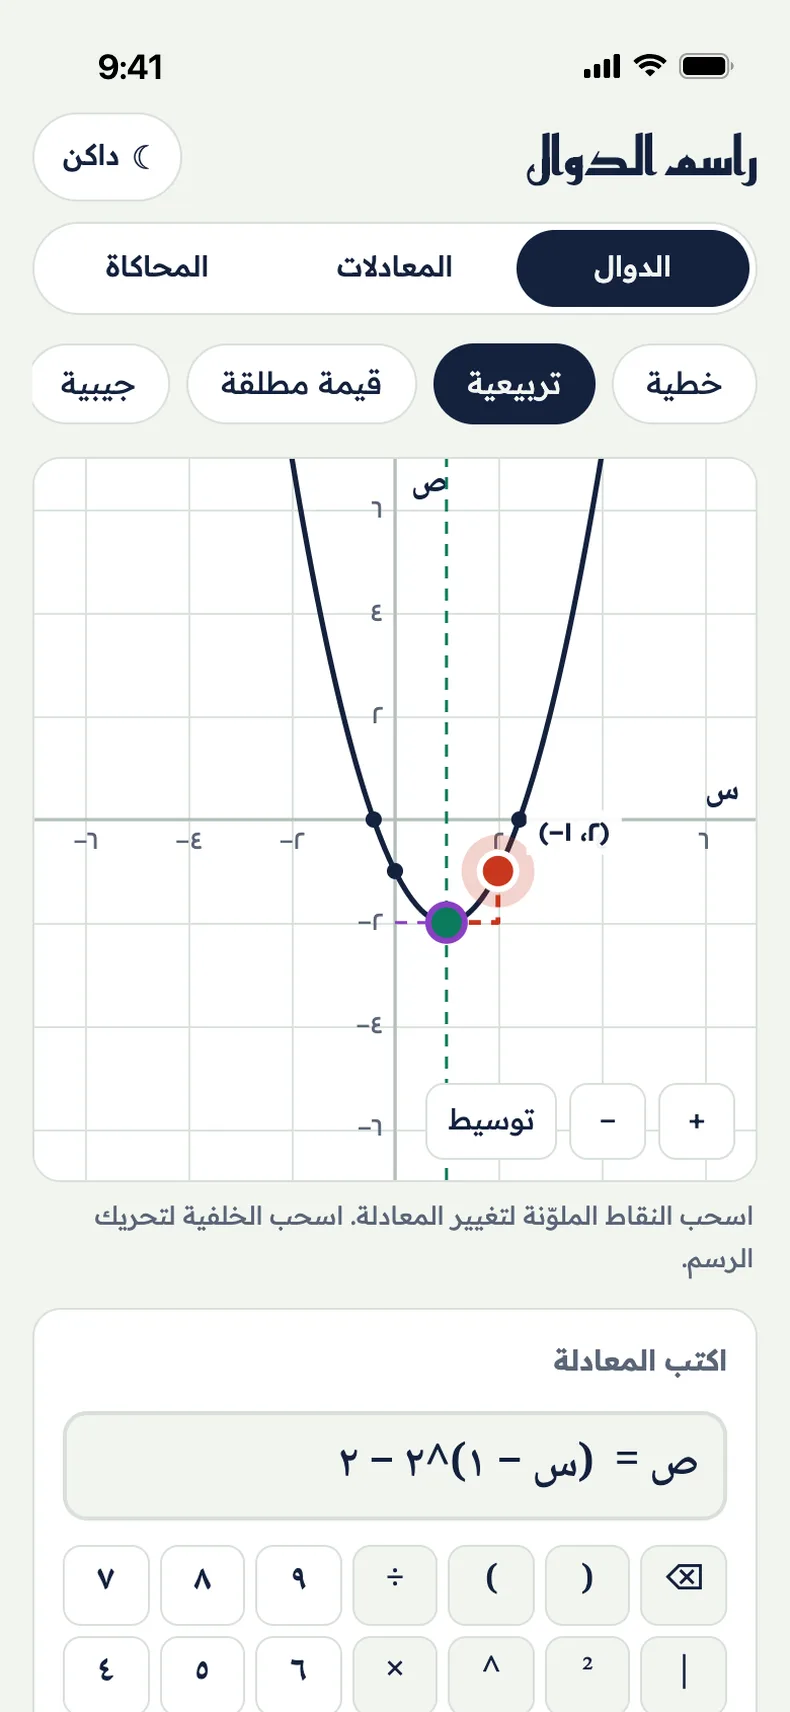 9:41
راسم الدوال
داكن
الدوال
المعادلات
المحاكاة
خطية
تربيعية
قيمة مطلقة
جيبية
ص
٦
٤
٢
س
−٦
−٤
−٢
٢
٦
(٢، −١)
−٢
−٤
−٦
+
−
توسيط
اسحب النقاط الملوّنة لتغيير المعادلة. اسحب الخلفية لتحريك
الرسم.
اكتب المعادلة
ص = (س − ١)^٢ − ٢
٧ ٨ ٩ ÷ ( ) ⌫
٤ ٥ ٦ × ^ ² |